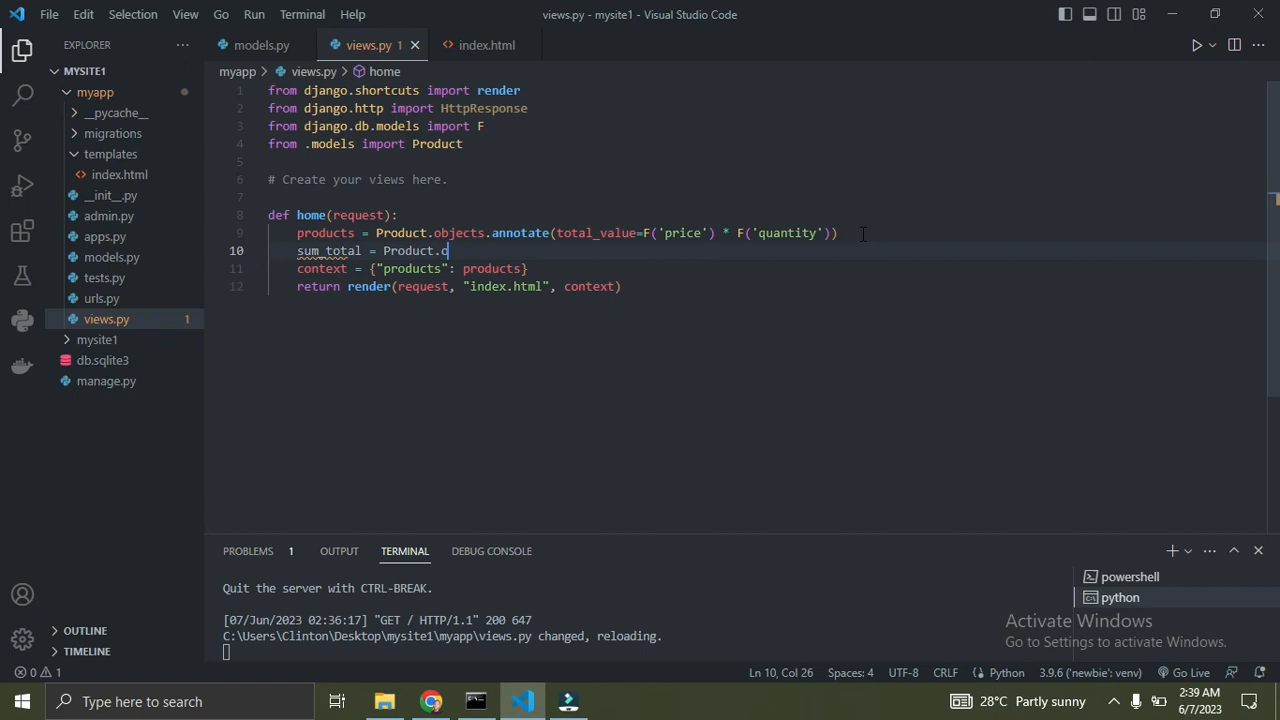 File Edit Selection View Go Run Terminal Help
views.py - mysite1 - Visual Studio Code
EXPLORER
models.py
views.py 1
index.html
MYSITE1
myapp
__pycache__
migrations
templates
index.html
__init__.py
admin.py
apps.py
models.py
tests.py
urls.py
views.py 1
mysite1
db.sqlite3
manage.py
OUTLINE
TIMELINE
myapp > views.py > home
1 from django.shortcuts import render
2 from django.http import HttpResponse
3 from django.db.models import F
4 from .models import Product
5
6 # Create your views here.
7
8 def home(request):
9 products = Product.objects.annotate(total_value=F('price') * F('quantity'))
10 sum_total = Product.o
11 context = {"products": products}
12 return render(request, "index.html", context)
PROBLEMS 1 OUTPUT TERMINAL DEBUG CONSOLE
Quit the server with CTRL-BREAK.
[07/Jun/2023 02:36:17] "GET / HTTP/1.1" 200 647
C:\Users\Clinton\Desktop\mysite1\myapp\views.py changed, reloading.
powershell
python
Activate Windows
Go to Settings to activate Windows.
0 1
Ln 10, Col 26 Spaces: 4 UTF-8 CRLF Python 3.9.6 ('newbie': venv) Go Live
Type here to search
28°C Partly sunny
2:39 AM
6/7/2023